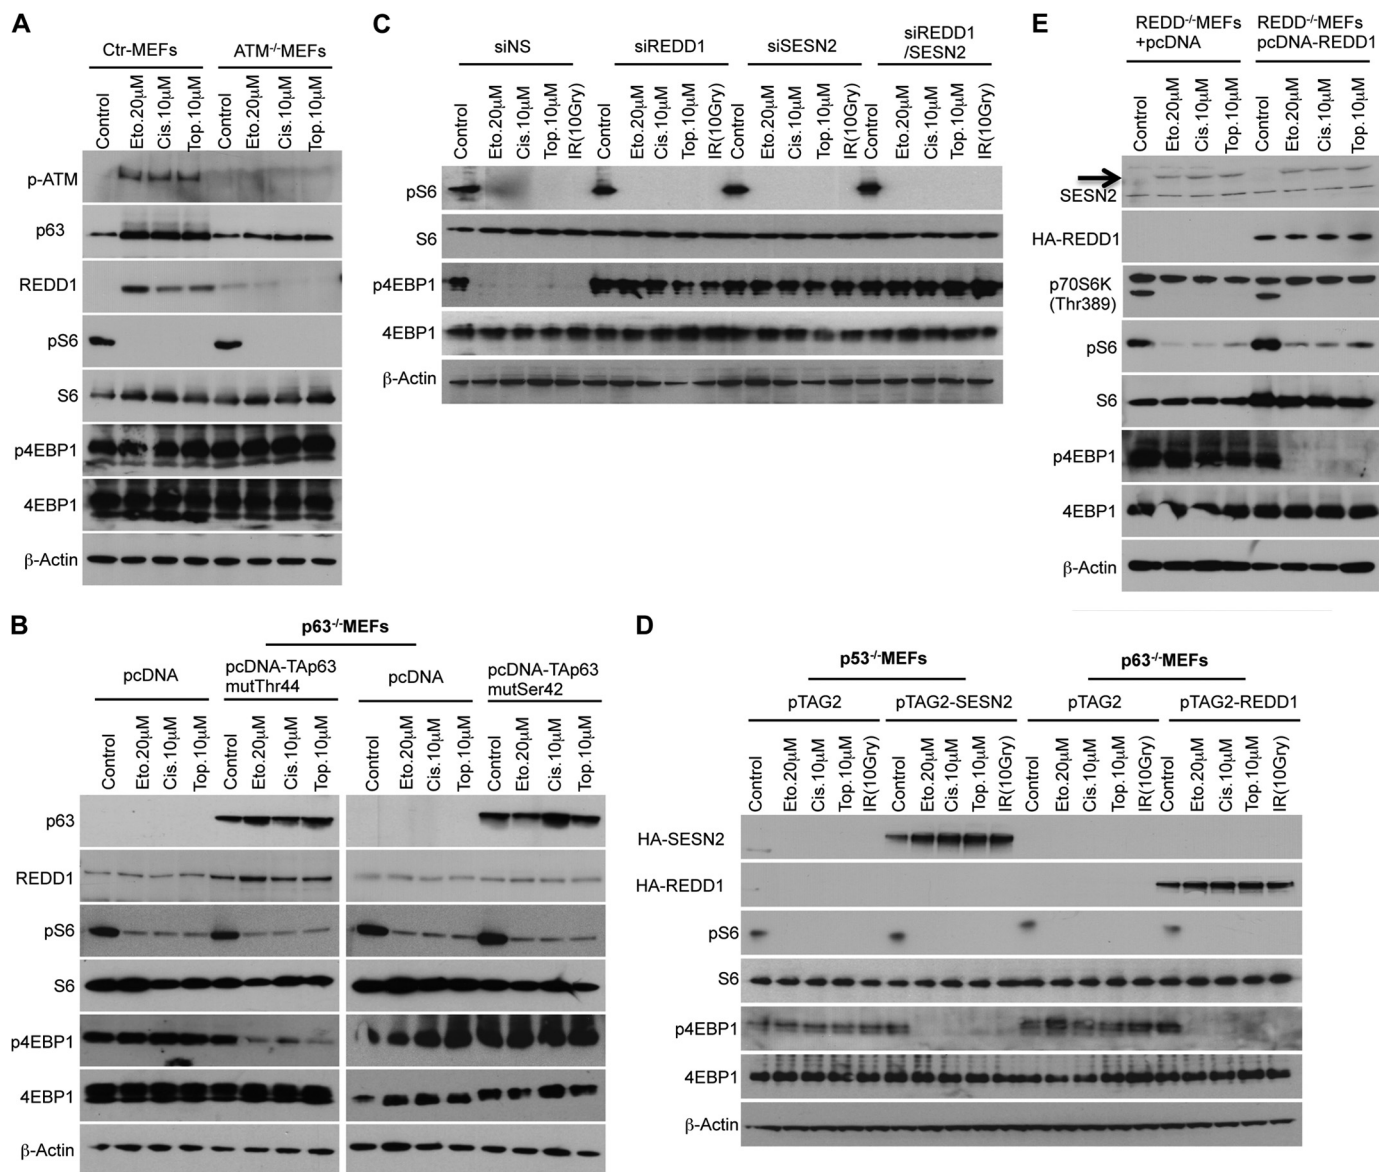 A
Ctr-MEFs
ATM-/-MEFs
Control
Eto.20μM
Cis.10μM
Top.10μM
Control
Eto.20μM
Cis.10μM
Top.10μM
p-ATM
p63
REDD1
pS6
S6
p4EBP1
4EBP1
β-Actin
C
siNS
siREDD1
siSESN2
siREDD1
/SESN2
Control
Eto.20μM
Cis.10μM
Top.10μM
IR(10Gry)
Control
Eto.20μM
Cis.10μM
Top.10μM
IR(10Gry)
Control
Eto.20μM
Cis.10μM
Top.10μM
IR(10Gry)
Control
Eto.20μM
Cis.10μM
Top.10μM
IR(10Gry)
pS6
S6
p4EBP1
4EBP1
β-Actin
E
REDD-/-MEFs
+pcDNA
REDD-/-MEFs
pcDNA-REDD1
Control
Eto.20μM
Cis.10μM
Top.10μM
Control
Eto.20μM
Cis.10μM
Top.10μM
SESN2
HA-REDD1
p70S6K
(Thr389)
pS6
S6
p4EBP1
4EBP1
β-Actin
B
p63-/-MEFs
pcDNA
pcDNA-TAp63
mutThr44
pcDNA
pcDNA-TAp63
mutSer42
Control
Eto.20μM
Cis.10μM
Top.10μM
Control
Eto.20μM
Cis.10μM
Top.10μM
Control
Eto.20μM
Cis.10μM
Top.10μM
Control
Eto.20μM
Cis.10μM
Top.10μM
p63
REDD1
pS6
S6
p4EBP1
4EBP1
β-Actin
D
p53-/-MEFs
p63-/-MEFs
pTAG2
pTAG2-SESN2
pTAG2
pTAG2-REDD1
Control
Eto.20μM
Cis.10μM
Top.10μM
IR(10Gry)
Control
Eto.20μM
Cis.10μM
Top.10μM
IR(10Gry)
Control
Eto.20μM
Cis.10μM
Top.10μM
IR(10Gry)
Control
Eto.20μM
Cis.10μM
Top.10μM
IR(10Gry)
HA-SESN2
HA-REDD1
pS6
S6
p4EBP1
4EBP1
β-Actin